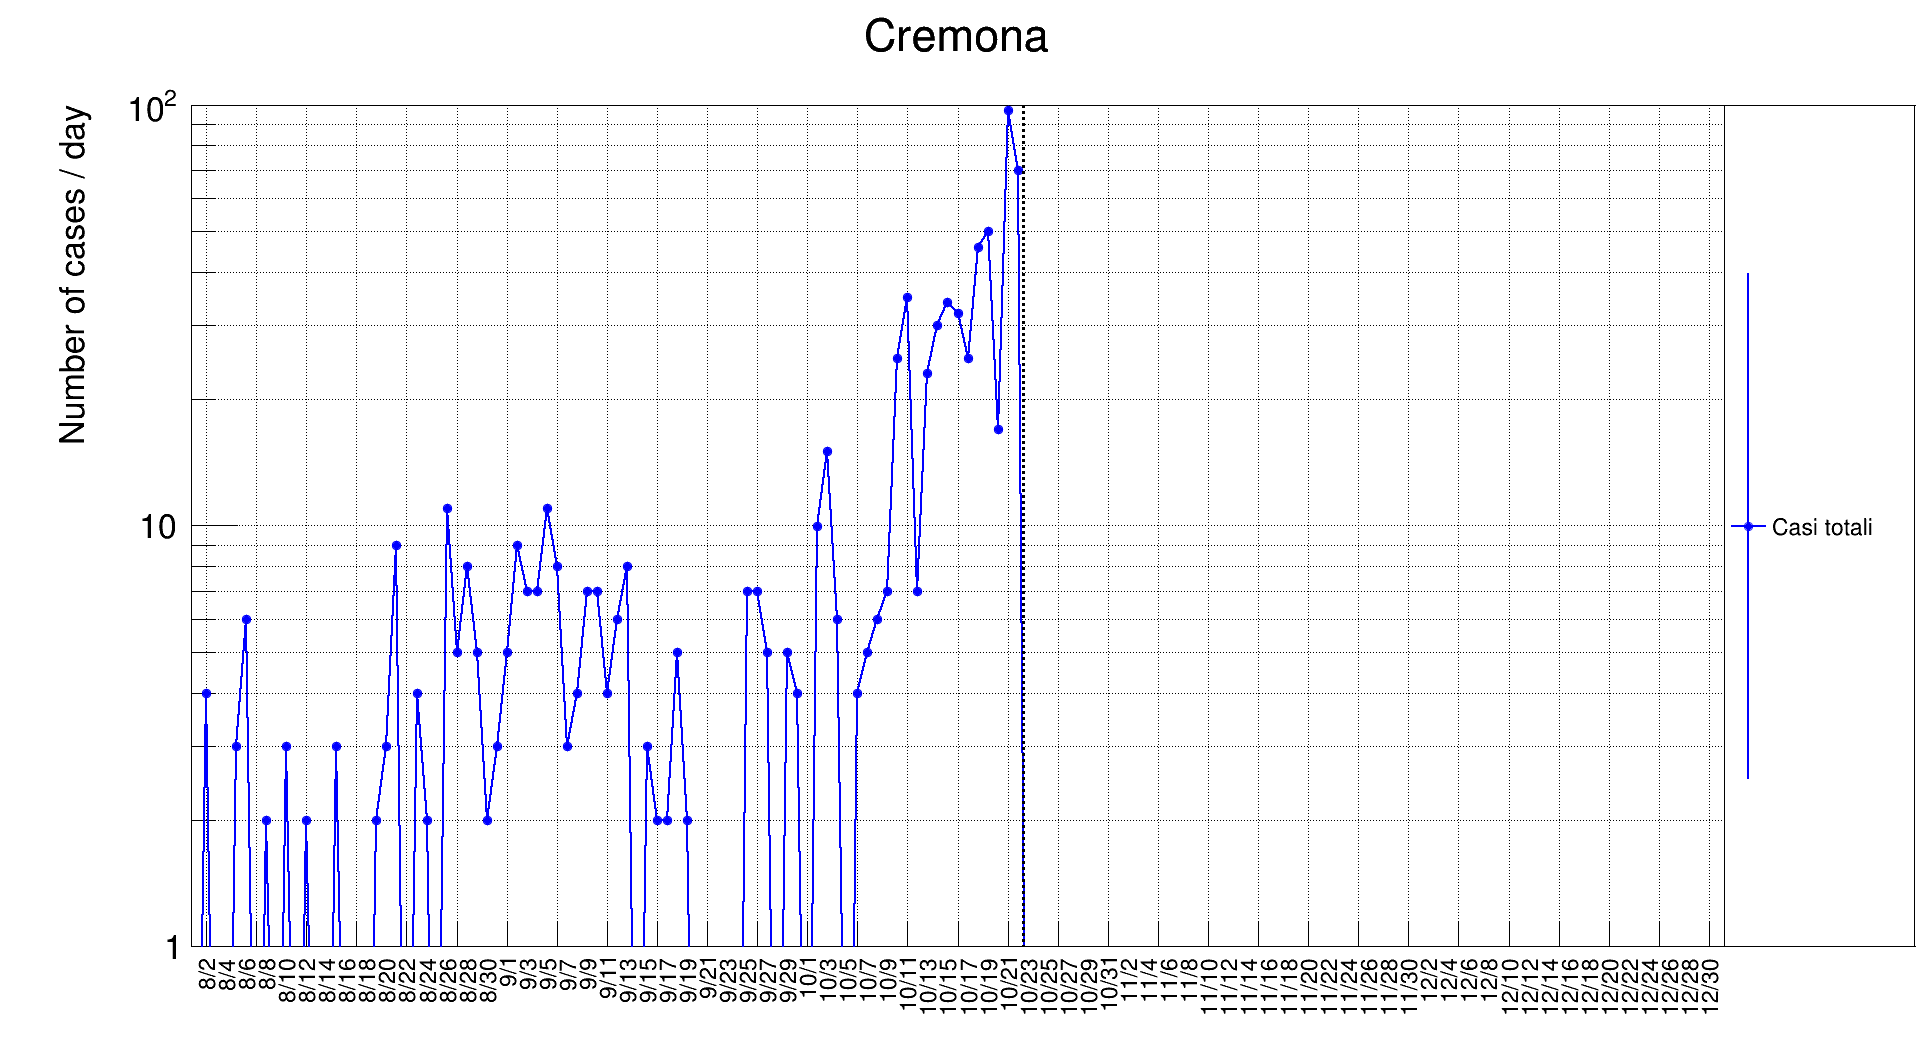 Cremona
Number of cases / day
10²
10
1
8/2 8/4 8/6 8/8 8/10 8/12 8/14 8/16 8/18 8/20 8/22 8/24 8/26 8/28 8/30 9/1 9/3 9/5 9/7 9/9 9/11 9/13 9/15 9/17 9/19 9/21 9/23 9/25 9/27 9/29 10/1 10/3 10/5 10/7 10/9 10/11 10/13 10/15 10/17 10/19 10/21 10/23 10/25 10/27 10/29 10/31 11/2 11/4 11/6 11/8 11/10 11/12 11/14 11/16 11/18 11/20 11/22 11/24 11/26 11/28 11/30 12/2 12/4 12/6 12/8 12/10 12/12 12/14 12/16 12/18 12/20 12/22 12/24 12/26 12/28 12/30
Casi totali